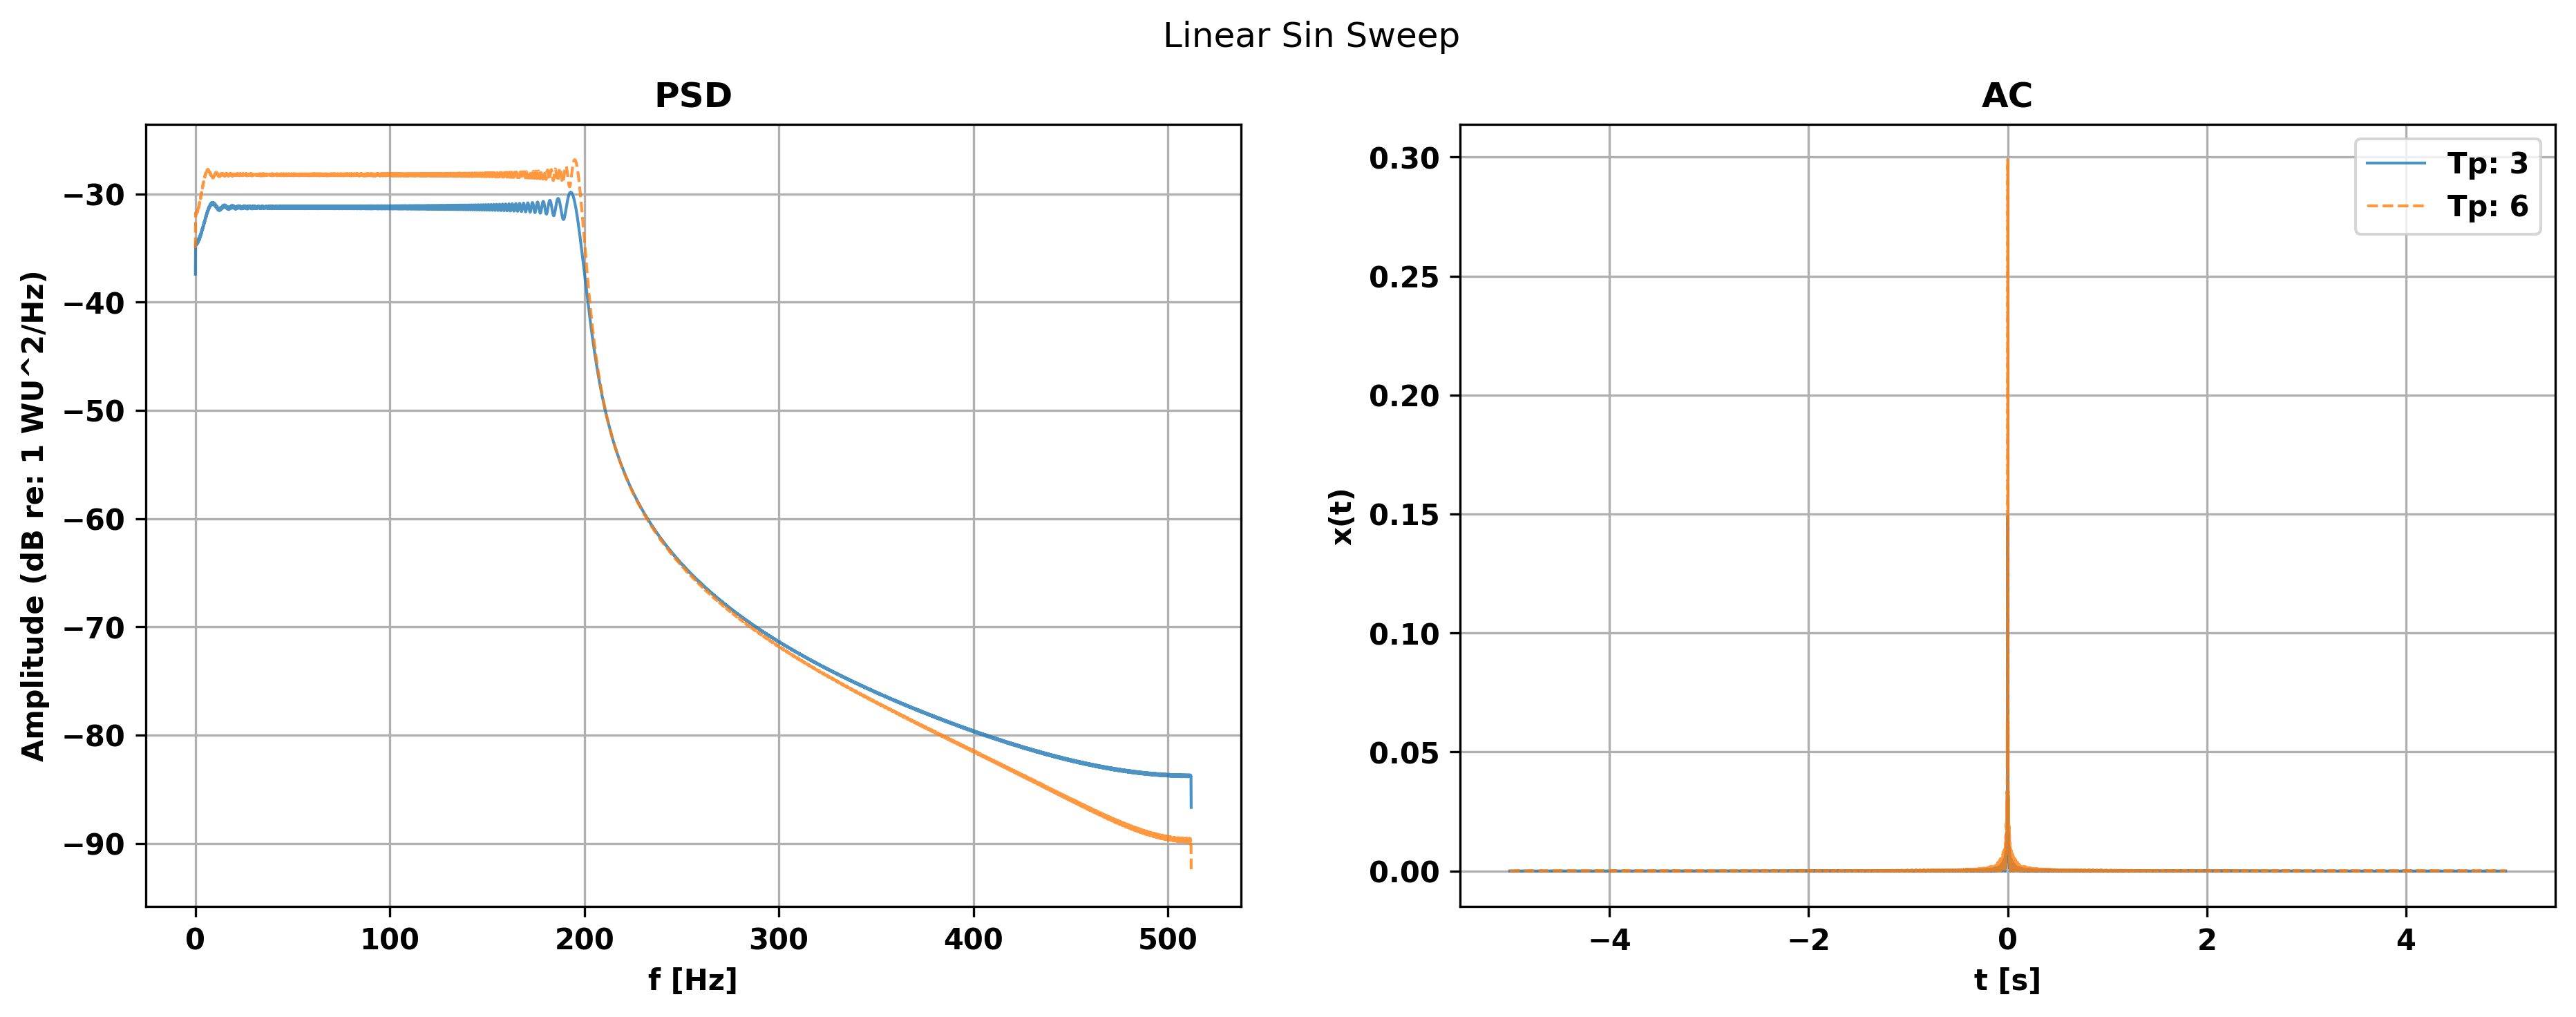 Linear Sin Sweep
PSD
Amplitude (dB re: 1 WU^2/Hz)
−30
−40
−50
−60
−70
−80
−90
0 100 200 300 400 500
f [Hz]
AC
x(t)
0.30
0.25
0.20
0.15
0.10
0.05
0.00
−4 −2 0 2 4
t [s]
Tp: 3
Tp: 6